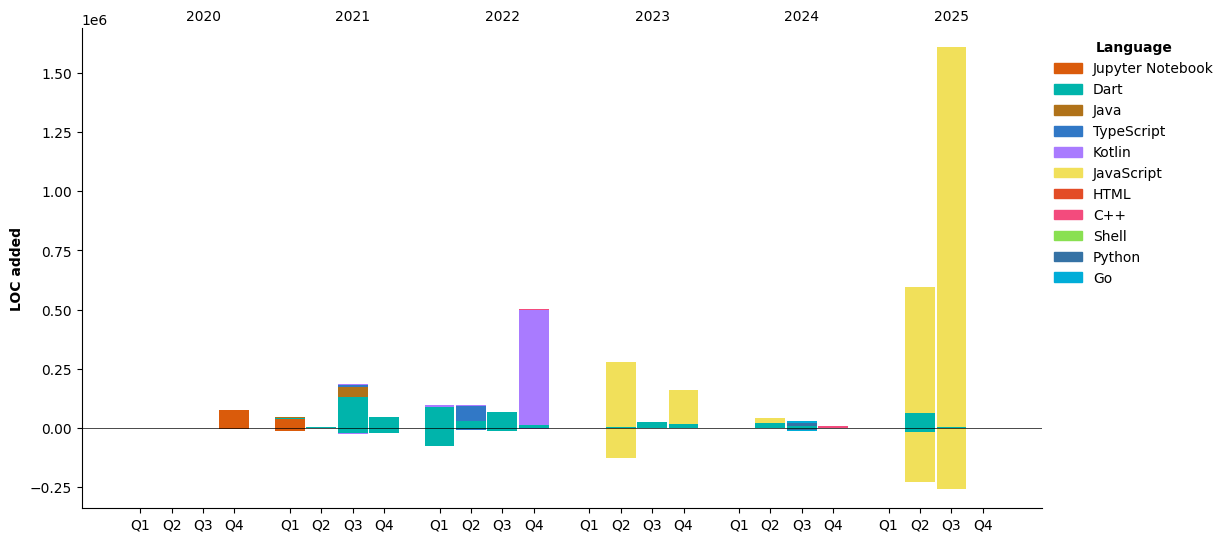 2020 2021 2022 2023 2024 2025
1e6
Language
Jupyter Notebook
Dart
Java
TypeScript
Kotlin
JavaScript
HTML
C++
Shell
Python
Go
LOC added
1.50
1.25
1.00
0.75
0.50
0.25
0.00
−0.25
Q1 Q2 Q3 Q4 Q1 Q2 Q3 Q4 Q1 Q2 Q3 Q4 Q1 Q2 Q3 Q4 Q1 Q2 Q3 Q4 Q1 Q2 Q3 Q4